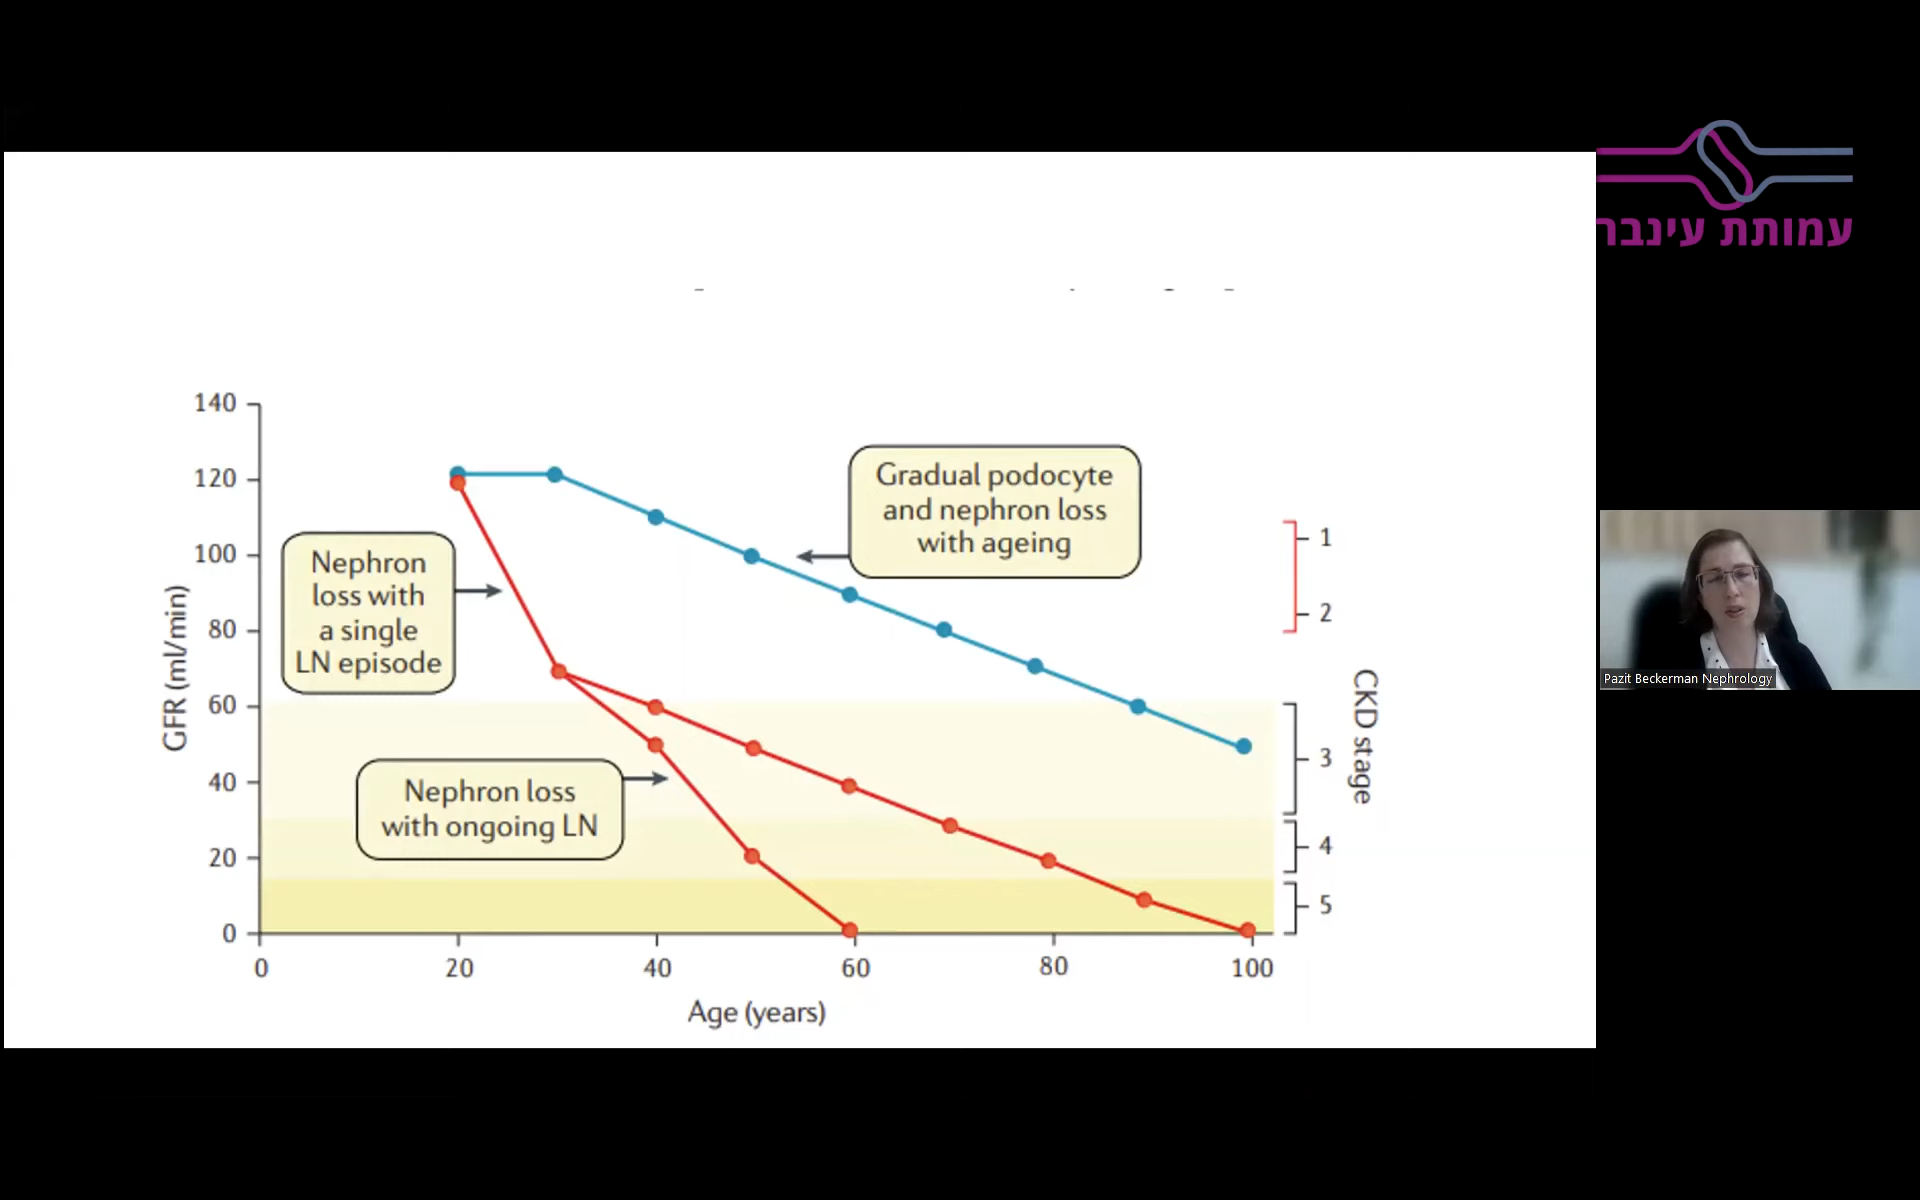 עמותת עינבר
140
120
100
80
60
40
20
0
GFR (ml/min)
0
20
40
60
80
100
Age (years)
Nephron
loss with
a single
LN episode
Nephron loss
with ongoing LN
Gradual podocyte
and nephron loss
with ageing
1
2
3
4
5
CKD stage
Pazit Beckerman Nephrology